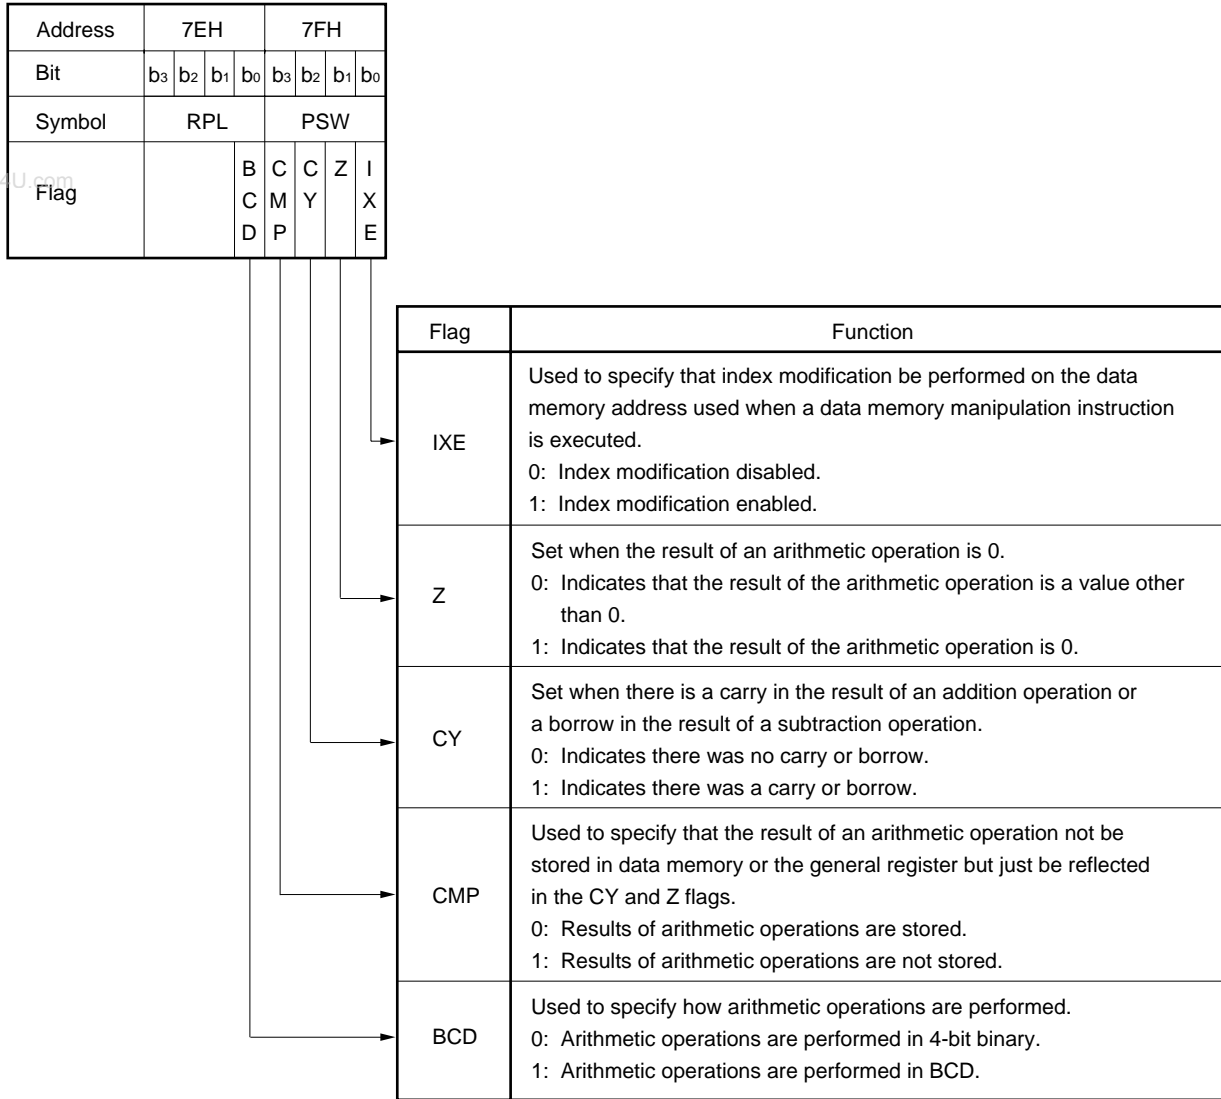 Address 7EH 7FH
Bit b3 b2 b1 b0 b3 b2 b1 b0
Symbol RPL PSW
Flag BCD CMP CY Z IXE
4U.com
Flag Function
IXE
Used to specify that index modification be performed on the data
memory address used when a data memory manipulation instruction
is executed.
0: Index modification disabled.
1: Index modification enabled.
Z
Set when the result of an arithmetic operation is 0.
0: Indicates that the result of the arithmetic operation is a value other
than 0.
1: Indicates that the result of the arithmetic operation is 0.
CY
Set when there is a carry in the result of an addition operation or
a borrow in the result of a subtraction operation.
0: Indicates there was no carry or borrow.
1: Indicates there was a carry or borrow.
CMP
Used to specify that the result of an arithmetic operation not be
stored in data memory or the general register but just be reflected
in the CY and Z flags.
0: Results of arithmetic operations are stored.
1: Results of arithmetic operations are not stored.
BCD
Used to specify how arithmetic operations are performed.
0: Arithmetic operations are performed in 4-bit binary.
1: Arithmetic operations are performed in BCD.